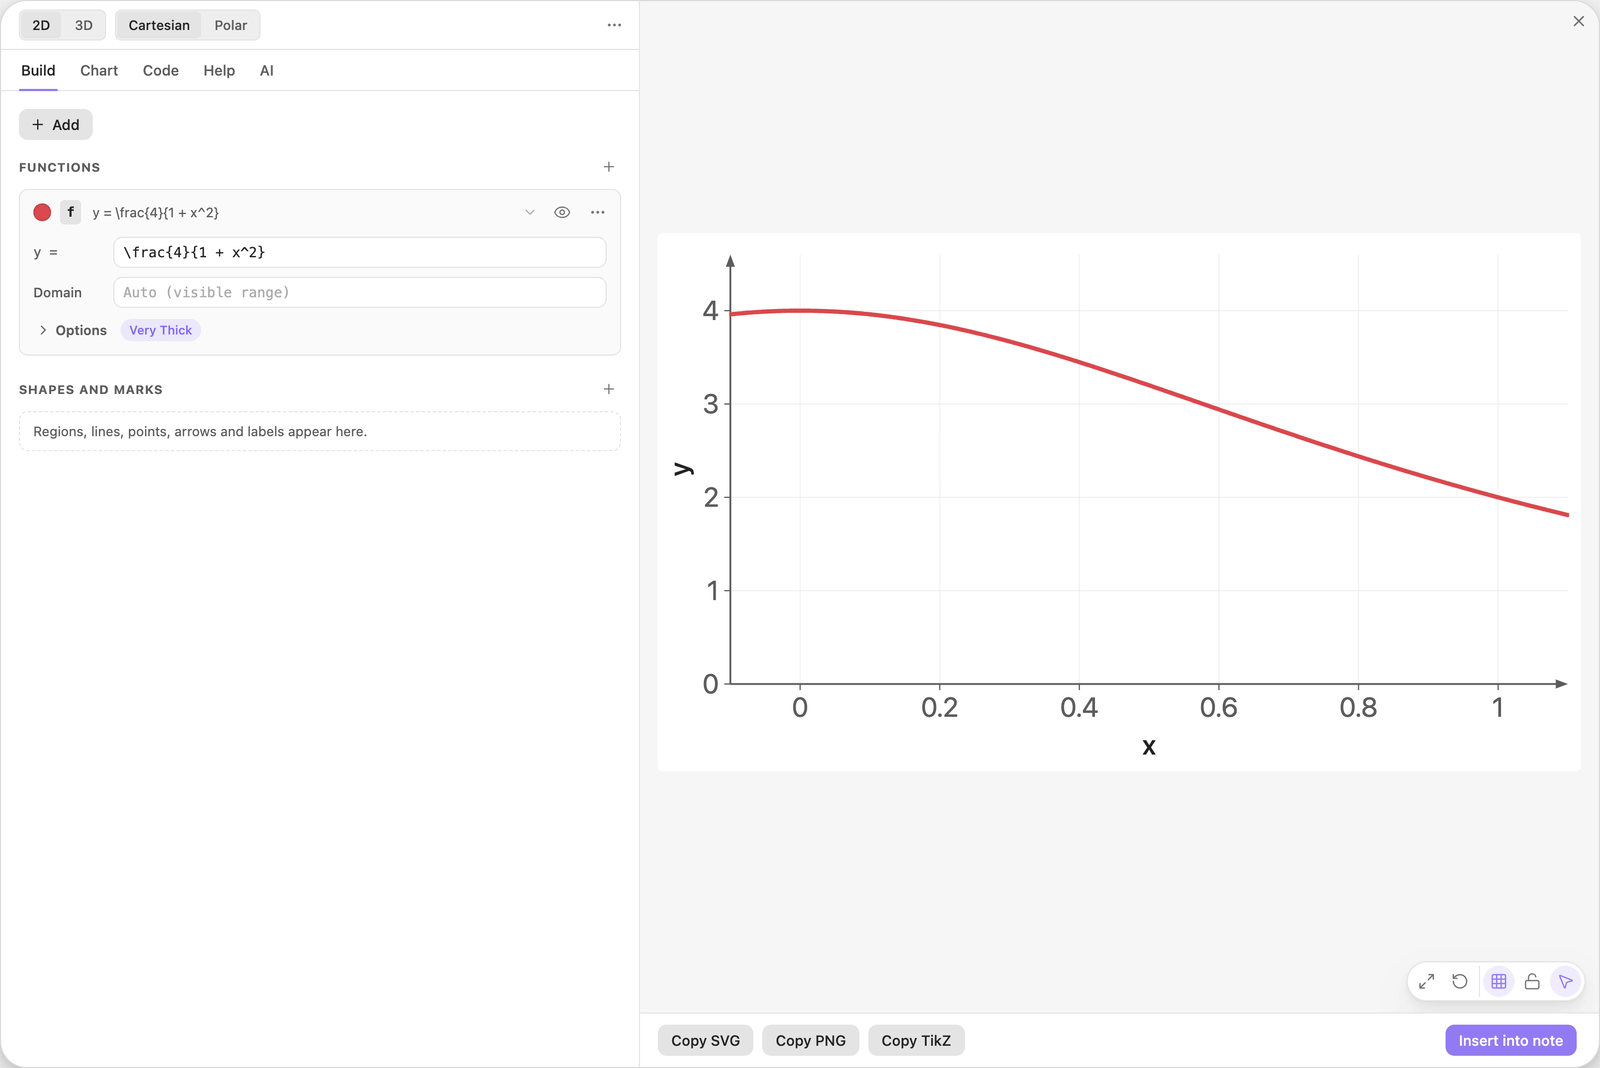 2D 3D Cartesian Polar
Build Chart Code Help AI
+ Add
FUNCTIONS
f y = \frac{4}{1 + x^2}
y = \frac{4}{1 + x^2}
Domain Auto (visible range)
Options Very Thick
SHAPES AND MARKS
Regions, lines, points, arrows and labels appear here.
4
3
2
1
0
y
0 0.2 0.4 0.6 0.8 1
x
Copy SVG Copy PNG Copy TikZ Insert into note